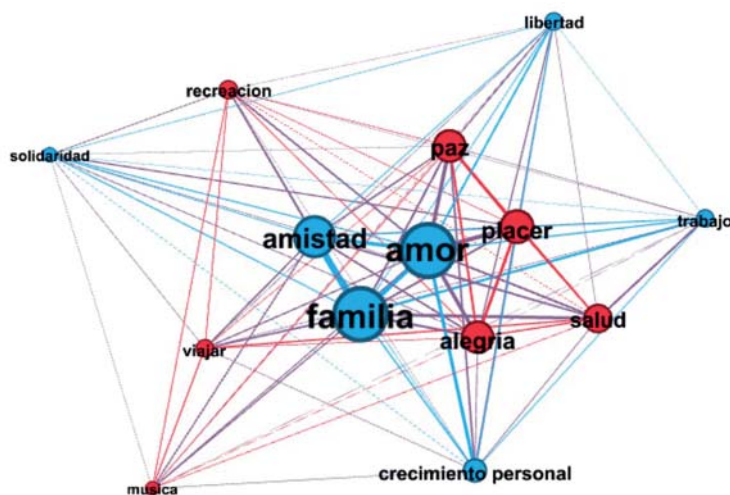 libertad
recreacion
paz
solidaridad
trabajo
placer
amistad
amor
familia
salud
alegria
viajar
crecimiento personal
musica